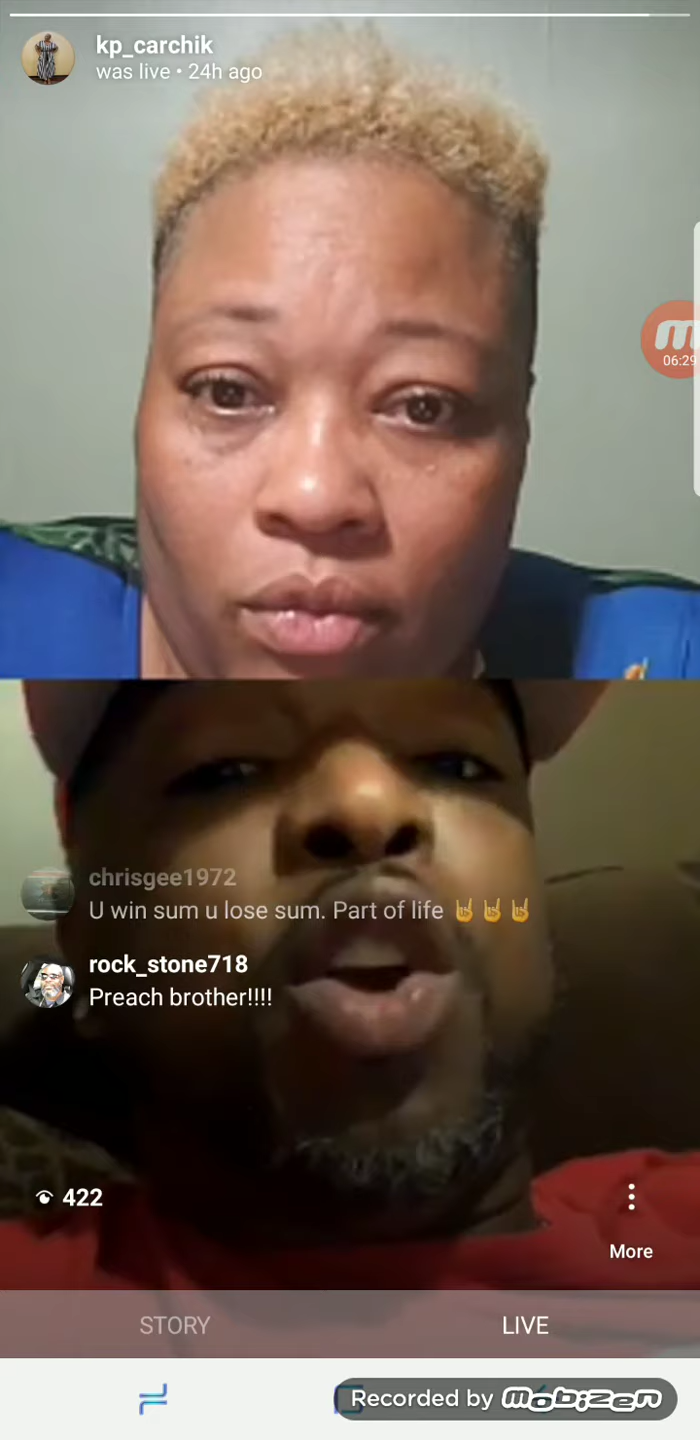 kp_carchik
was live • 24h ago
06:29
chrisgee1972
U win sum u lose sum. Part of life 🤘🤘🤘
rock_stone718
Preach brother!!!!
422
More
STORY
LIVE
Recorded by mobizen